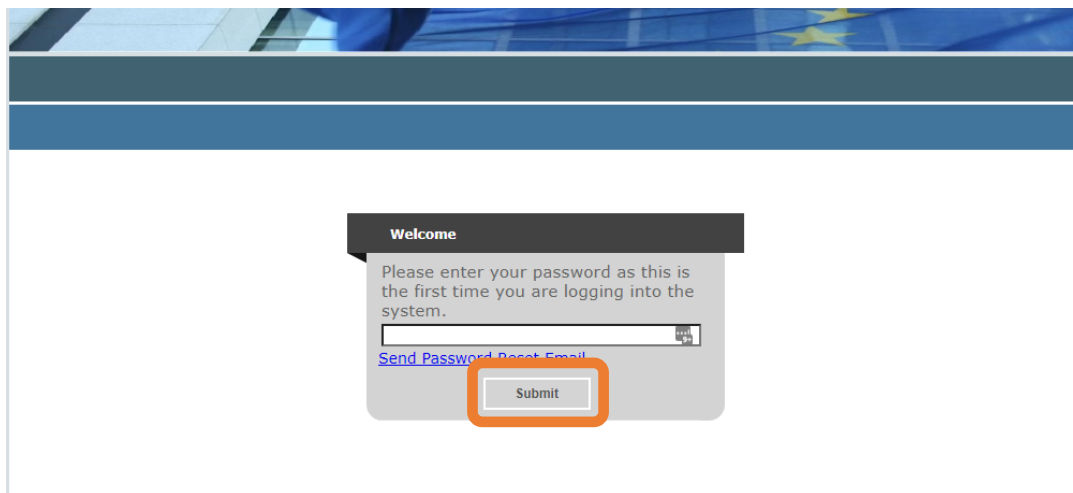 Welcome
Please enter your password as this is
the first time you are logging into the
system.
Send Password Reset Email
Submit